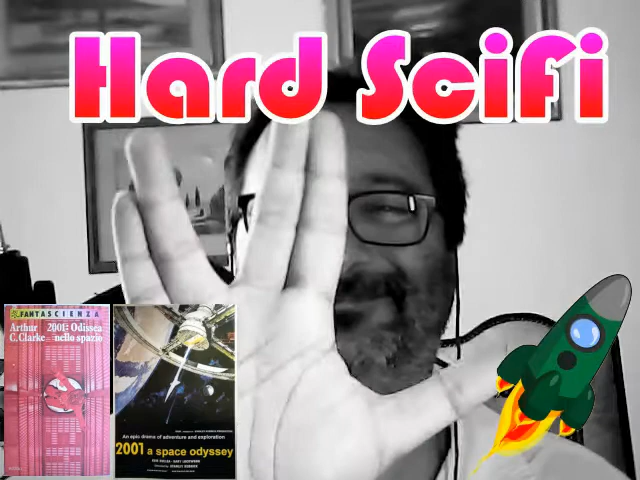 Hard SciFi
FANTASCIENZA
Arthur 2001: Odissea
C. Clarke nello spazio
An epic drama of adventure and exploration
2001 a space odyssey